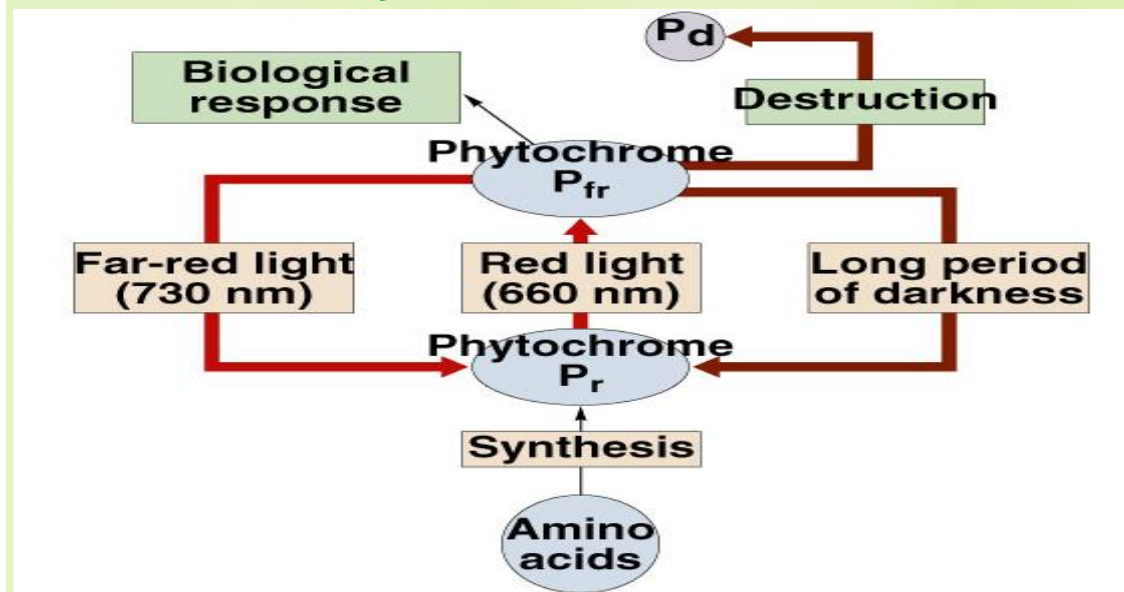 Pd
Biological
response
Destruction
Phytochrome
Pfr
Far-red light
(730 nm)
Red light
(660 nm)
Long period
of darkness
Phytochrome
Pr
Synthesis
Amino
acids